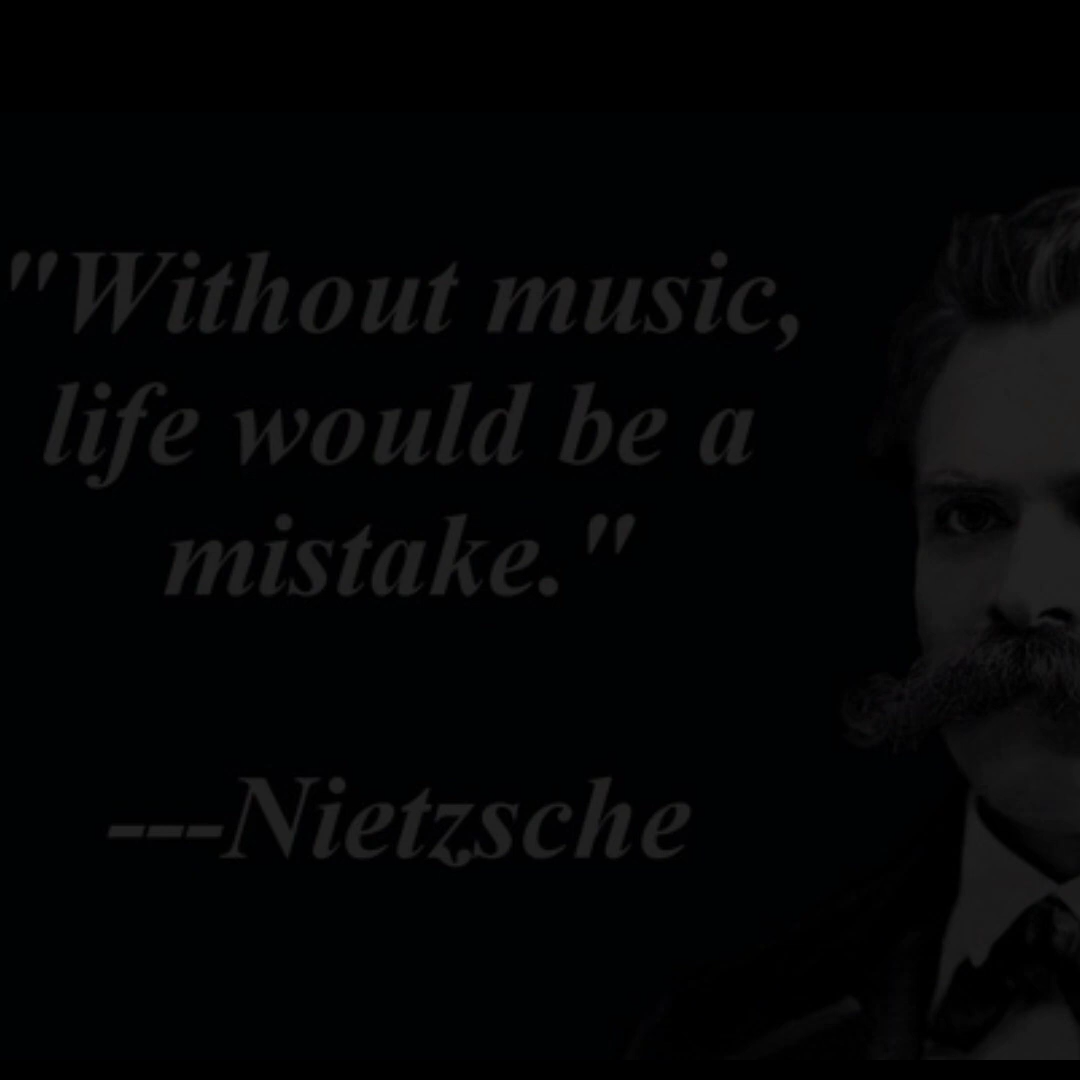 "Without music,
life would be a
mistake."
---Nietzsche